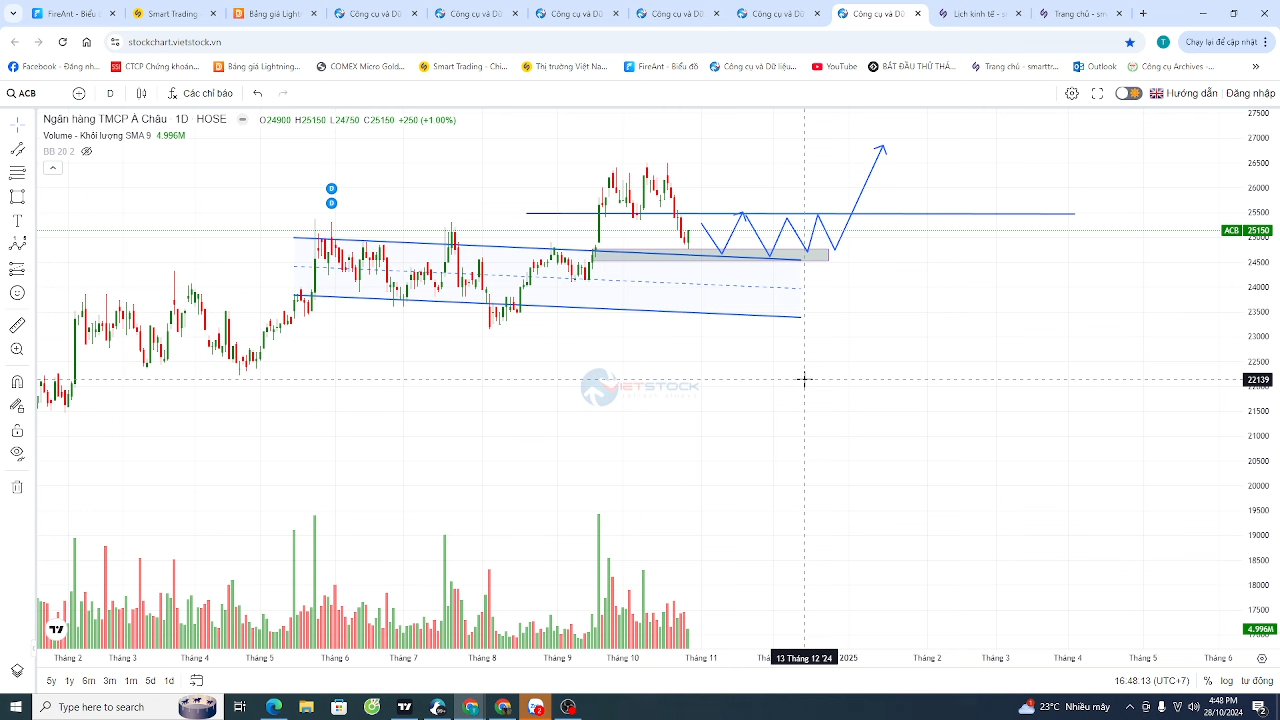 FireAnt - Biểu
Smart Trading
Bảng giá Lightn
Công cụ và Dữ
Công cụ và Dữ
Công cụ và Dữ
Công cụ và Dữ
Công cụ và Dữ
Công cụ và Dữ
Lịch kinh tế - s
Trang chủ - sm
stockchart.vietstock.vn
T
Chạy lại để cập nhật
Facebook - Đăng nh...
SSI CTCP Chứng khoán...
Bảng giá Lightning...
COMEX Micro Gold...
Smart Trading - Chi...
Thị trường Việt Na...
FireAnt - Biểu đồ
Công cụ và Dữ liệu...
YouTube
BẮT ĐẦU THỬ THÁ...
Trang chủ - smarttr...
Outlook
Công cụ Archives -...
ACB
D
Các chỉ báo
Hướng dẫn
Đăng nhập
Ngân hàng TMCP Á Châu · 1D · HOSE
O24900 H25150 L24750 C25150 +250 (+1.00%)
Volume - Khối lượng SMA 9 4.996M
BB 20 2
D
D
27500
27000
26500
26000
25500
ACB 25150
24500
24000
23500
23000
22500
22139
21500
21000
20500
20000
19500
19000
18500
18000
17500
4.996M
VIETSTOCK
Tháng 2
Tháng 3
Tháng 4
Tháng 5
Tháng 6
Tháng 7
Tháng 8
Tháng 9
Tháng 10
Tháng 11
13 Tháng 12 '24
2025
Tháng 2
Tháng 3
Tháng 4
Tháng 5
Tháng 6
5y 1y 6m 3m 1m 5d 1d
16:48:13 (UTC+7)
% log tự động
Type here to search
23°C Nhiều mây
4:48 PM
28/10/2024